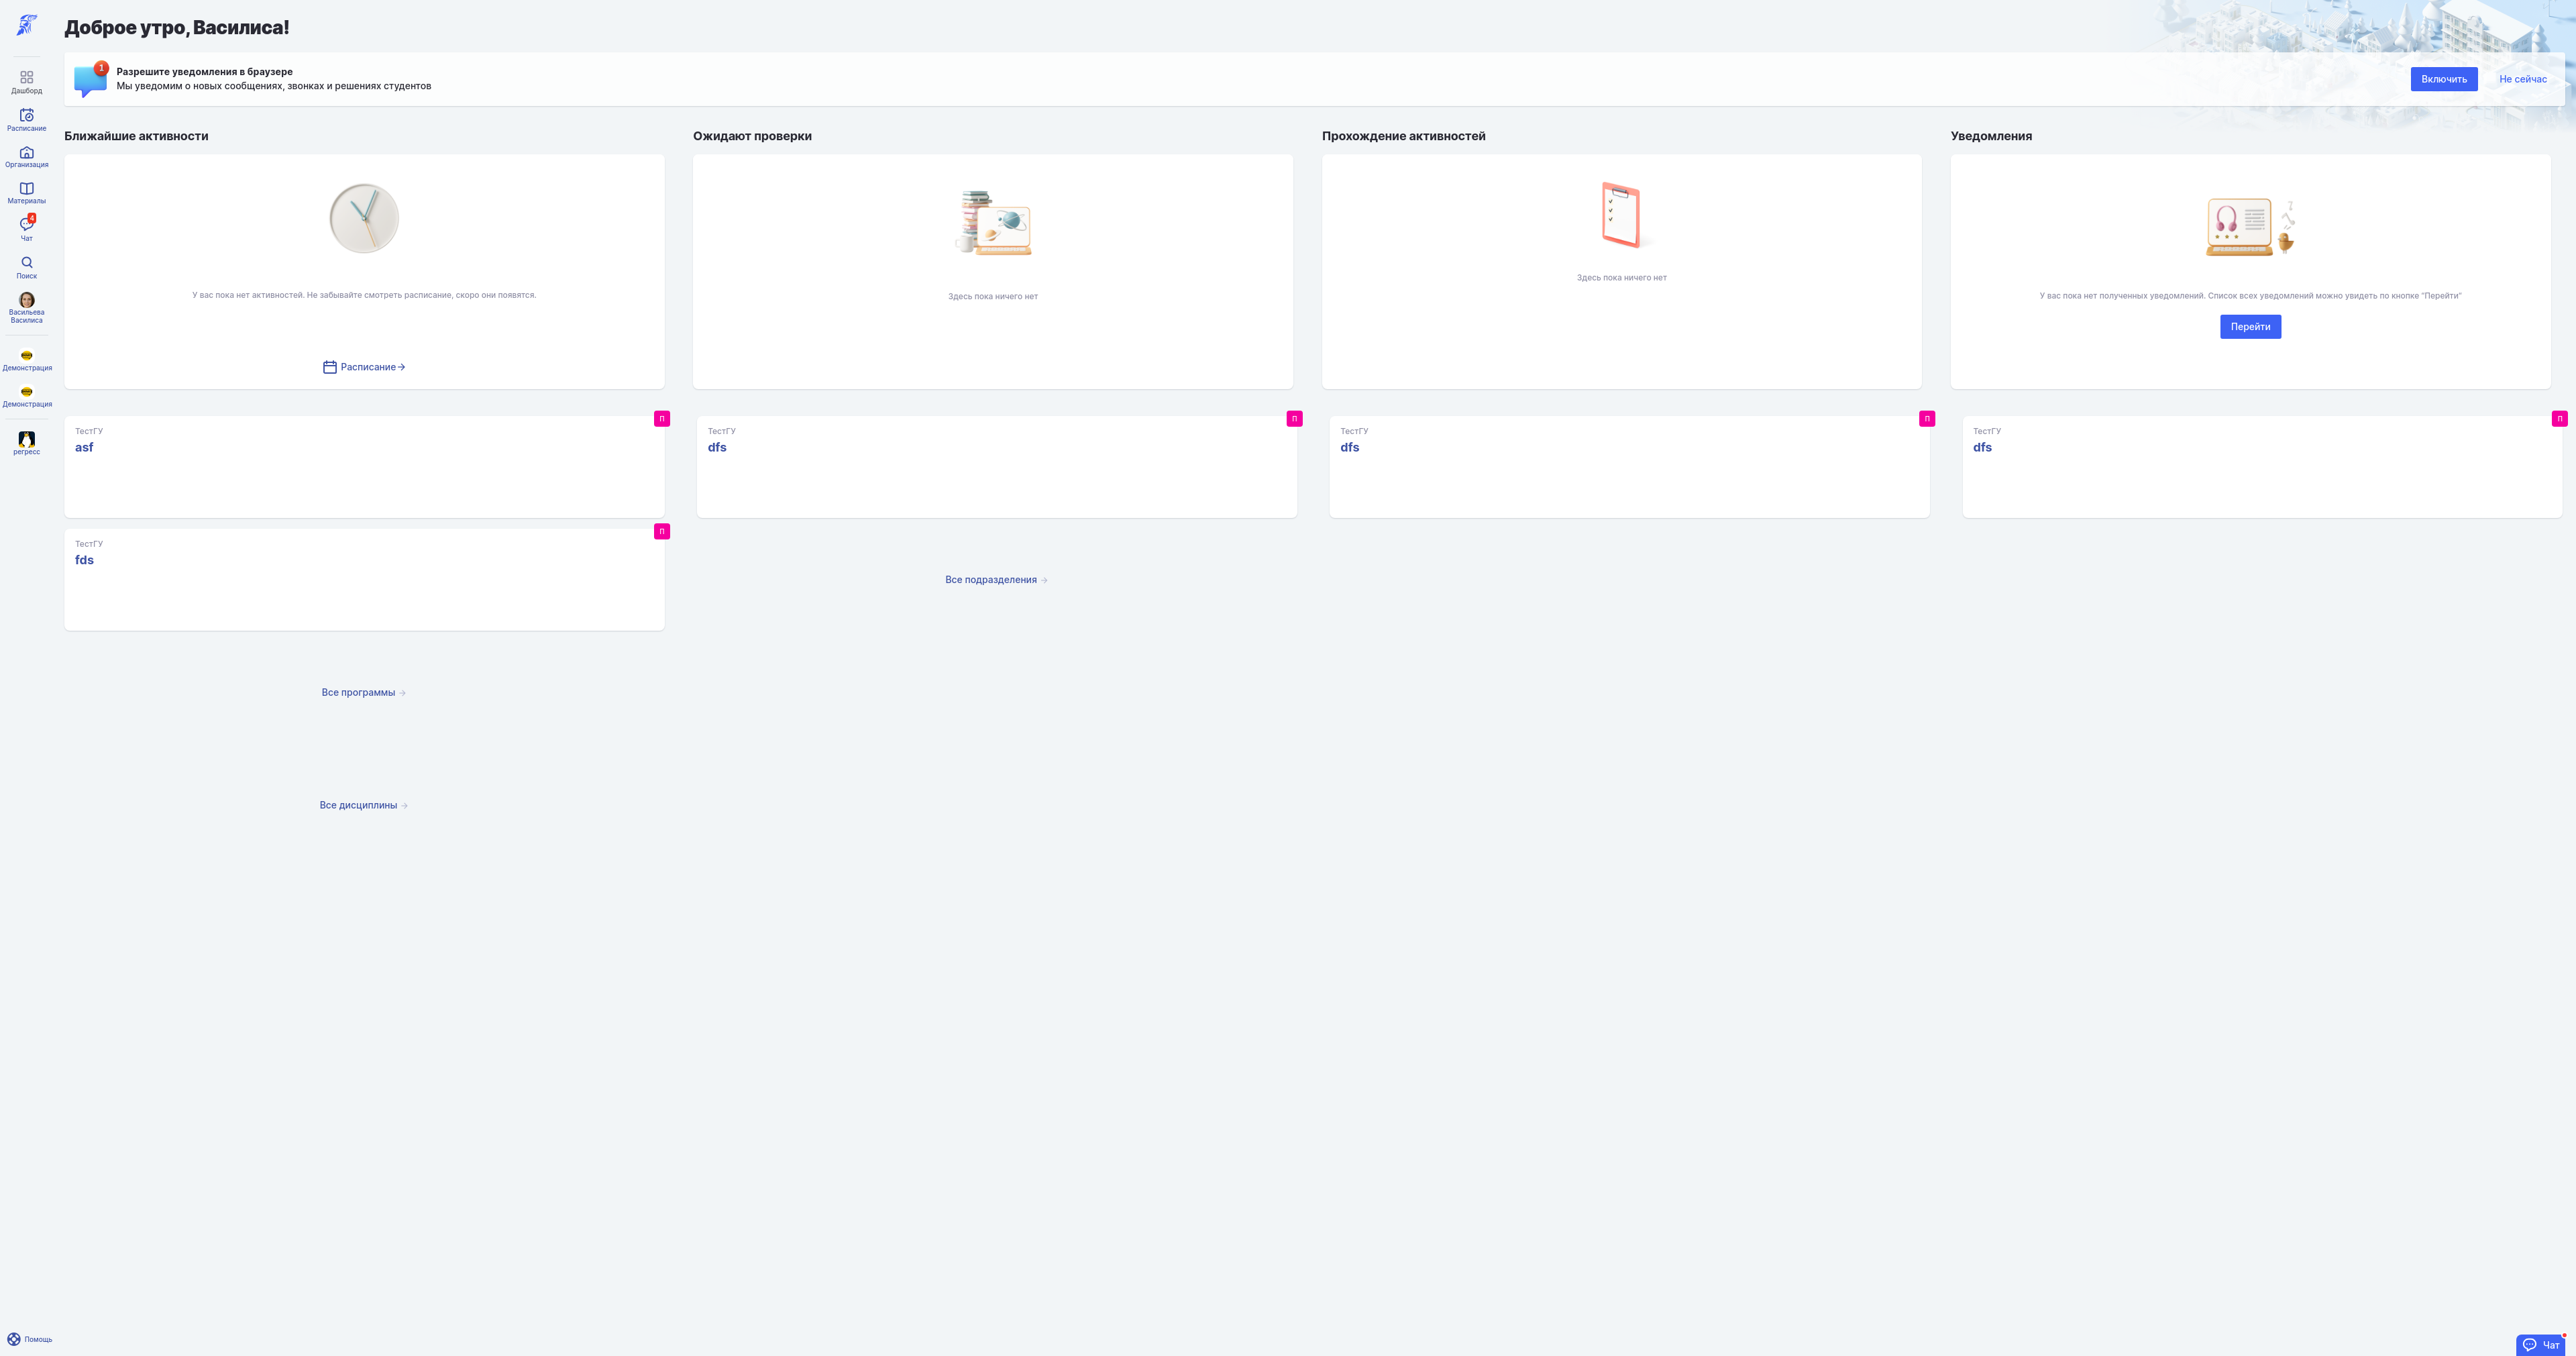 Доброе утро, Василиса!
1
Разрешите уведомления в браузере
Мы уведомим о новых сообщениях, звонках и решениях студентов
Включить
Не сейчас
Дашборд
Расписание
Организация
Материалы
4
Чат
Поиск
Васильева
Василиса
Демонстрация
Демонстрация
регресс
Помощь
Ближайшие активности
У вас пока нет активностей. Не забывайте смотреть расписание, скоро они появятся.
Расписание
Ожидают проверки
Здесь пока ничего нет
Прохождение активностей
Здесь пока ничего нет
Уведомления
У вас пока нет полученных уведомлений. Список всех уведомлений можно увидеть по кнопке "Перейти"
Перейти
П
ТестГУ
asf
П
ТестГУ
dfs
П
ТестГУ
dfs
П
ТестГУ
dfs
П
ТестГУ
fds
Все подразделения
Все программы
Все дисциплины
Чат